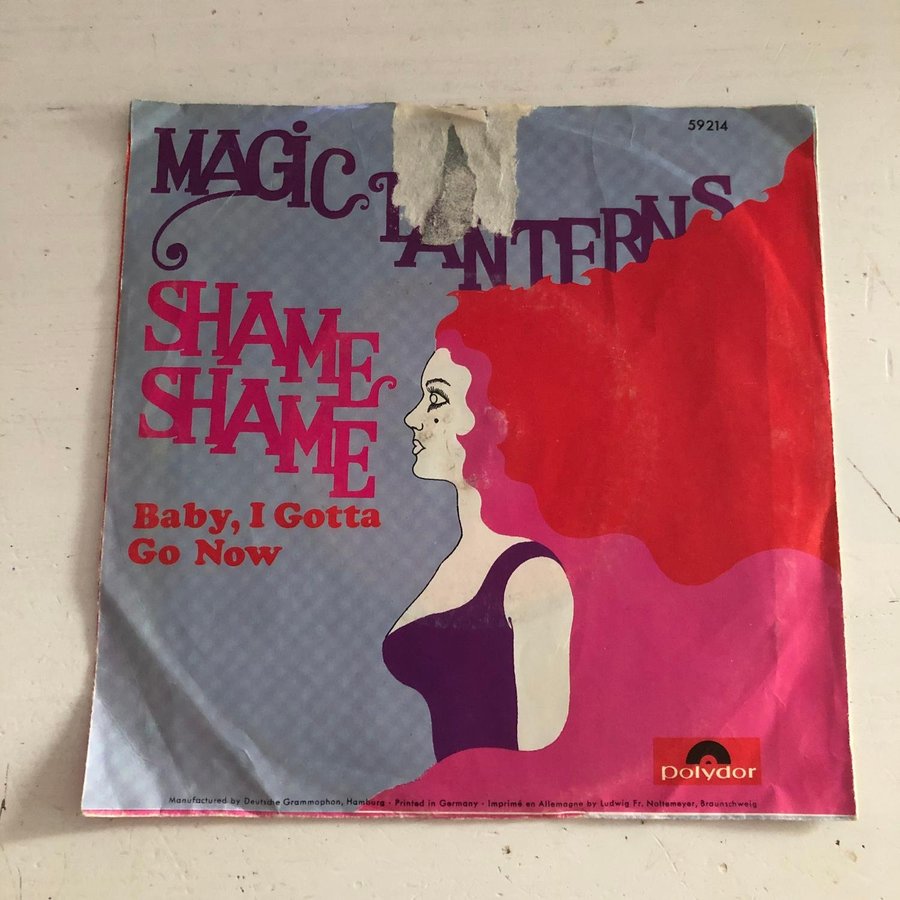 59214
MAGIC LANTERNS
SHAME
SHAME
Baby, I Gotta
Go Now
polydor
Manufactured by Deutsche Grammophon, Hamburg · Printed in Germany · Imprimé en Allemagne by Ludwig Fr. Noltemeyer, Braunschweig